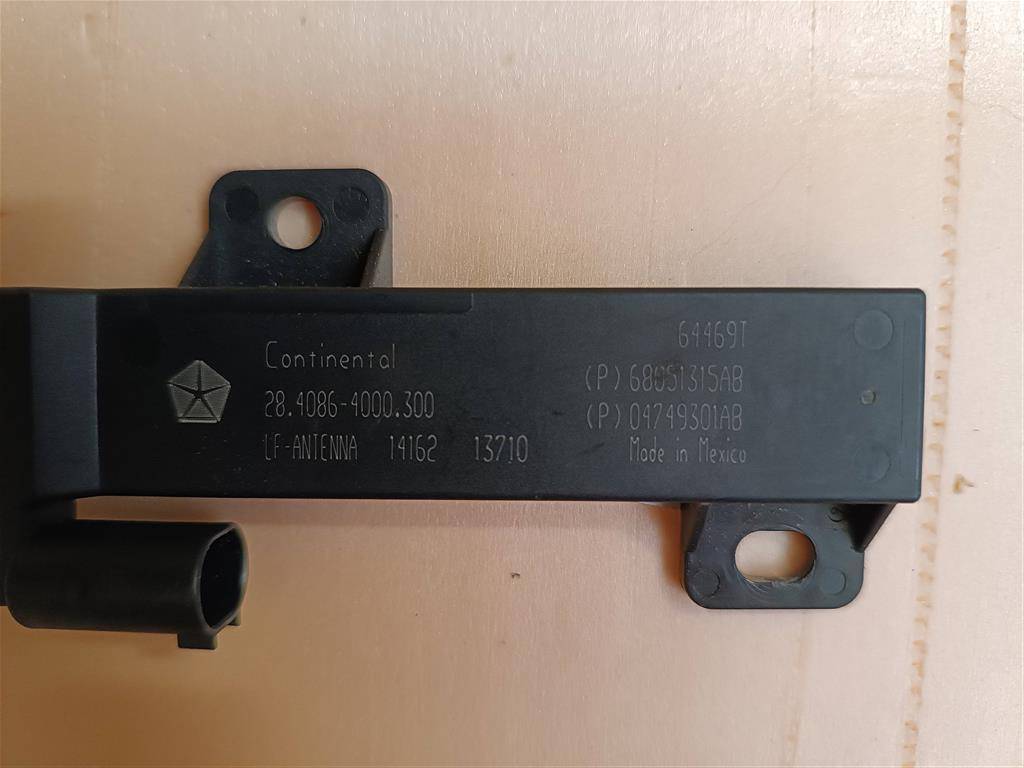 Continental
28.4086-4000.300
LF-ANTENNA 14162 13710
64469T
(P)68051315AB
(P)04749301AB
Made in Mexico